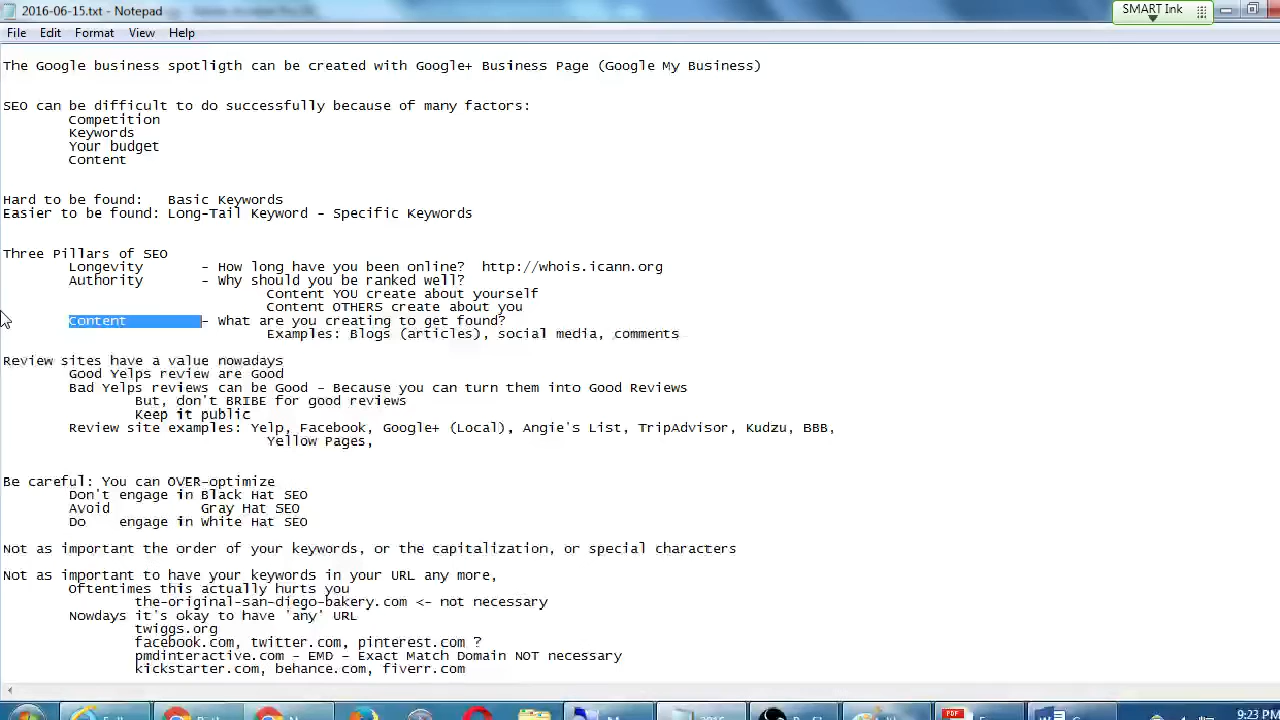 2016-06-15.txt - Notepad
SMART Ink
File Edit Format View Help
The Google business spotligth can be created with Google+ Business Page (Google My Business)
SEO can be difficult to do successfully because of many factors:
Competition
Keywords
Your budget
Content
Hard to be found: Basic Keywords
Easier to be found: Long-Tail Keyword - Specific Keywords
Three Pillars of SEO
Longevity - How long have you been online? http://whois.icann.org
Authority - Why should you be ranked well?
Content YOU create about yourself
Content OTHERS create about you
Content - What are you creating to get found?
Examples: Blogs (articles), social media, comments
Review sites have a value nowadays
Good Yelps review are Good
Bad Yelps reviews can be Good - Because you can turn them into Good Reviews
But, don't BRIBE for good reviews
Keep it public
Review site examples: Yelp, Facebook, Google+ (Local), Angie's List, TripAdvisor, Kudzu, BBB,
Yellow Pages,
Be careful: You can OVER-optimize
Don't engage in Black Hat SEO
Avoid Gray Hat SEO
Do engage in White Hat SEO
Not as important the order of your keywords, or the capitalization, or special characters
Not as important to have your keywords in your URL any more,
Oftentimes this actually hurts you
the-original-san-diego-bakery.com <- not necessary
Nowdays it's okay to have 'any' URL
twiggs.org
facebook.com, twitter.com, pinterest.com ?
pmdinteractive.com - EMD - Exact Match Domain NOT necessary
kickstarter.com, behance.com, fiverr.com
9:23 PM